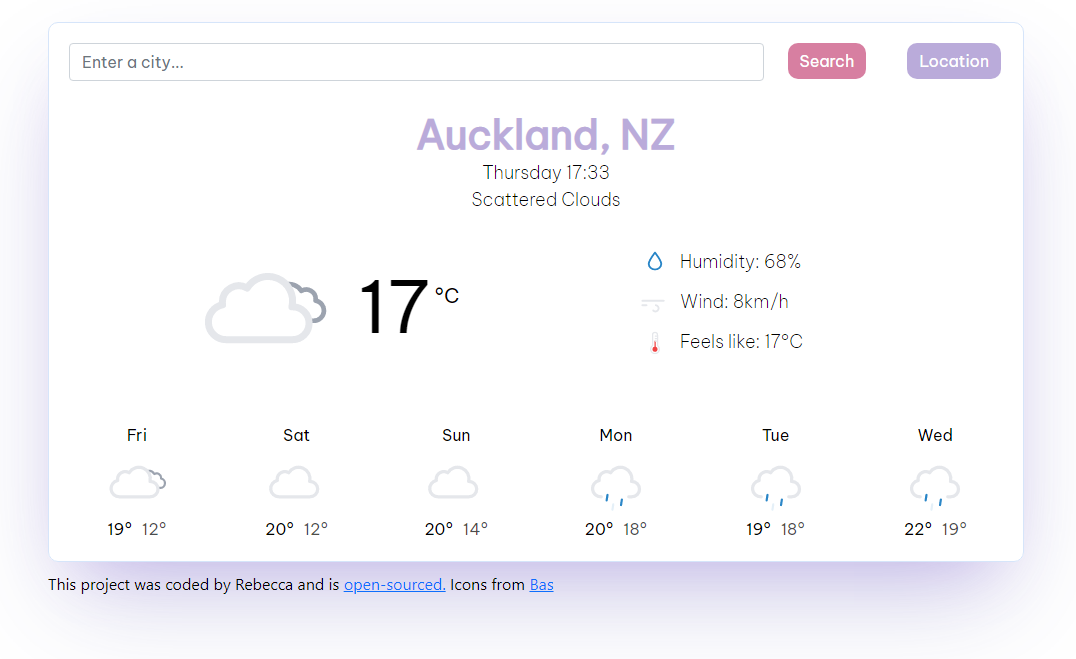 Enter a city...
Search
Location
Auckland, NZ
Thursday 17:33
Scattered Clouds
17 °C
Humidity: 68%
Wind: 8km/h
Feels like: 17°C
Fri Sat Sun Mon Tue Wed
19° 12° 20° 12° 20° 14° 20° 18° 19° 18° 22° 19°
This project was coded by Rebecca and is open-sourced. Icons from Bas